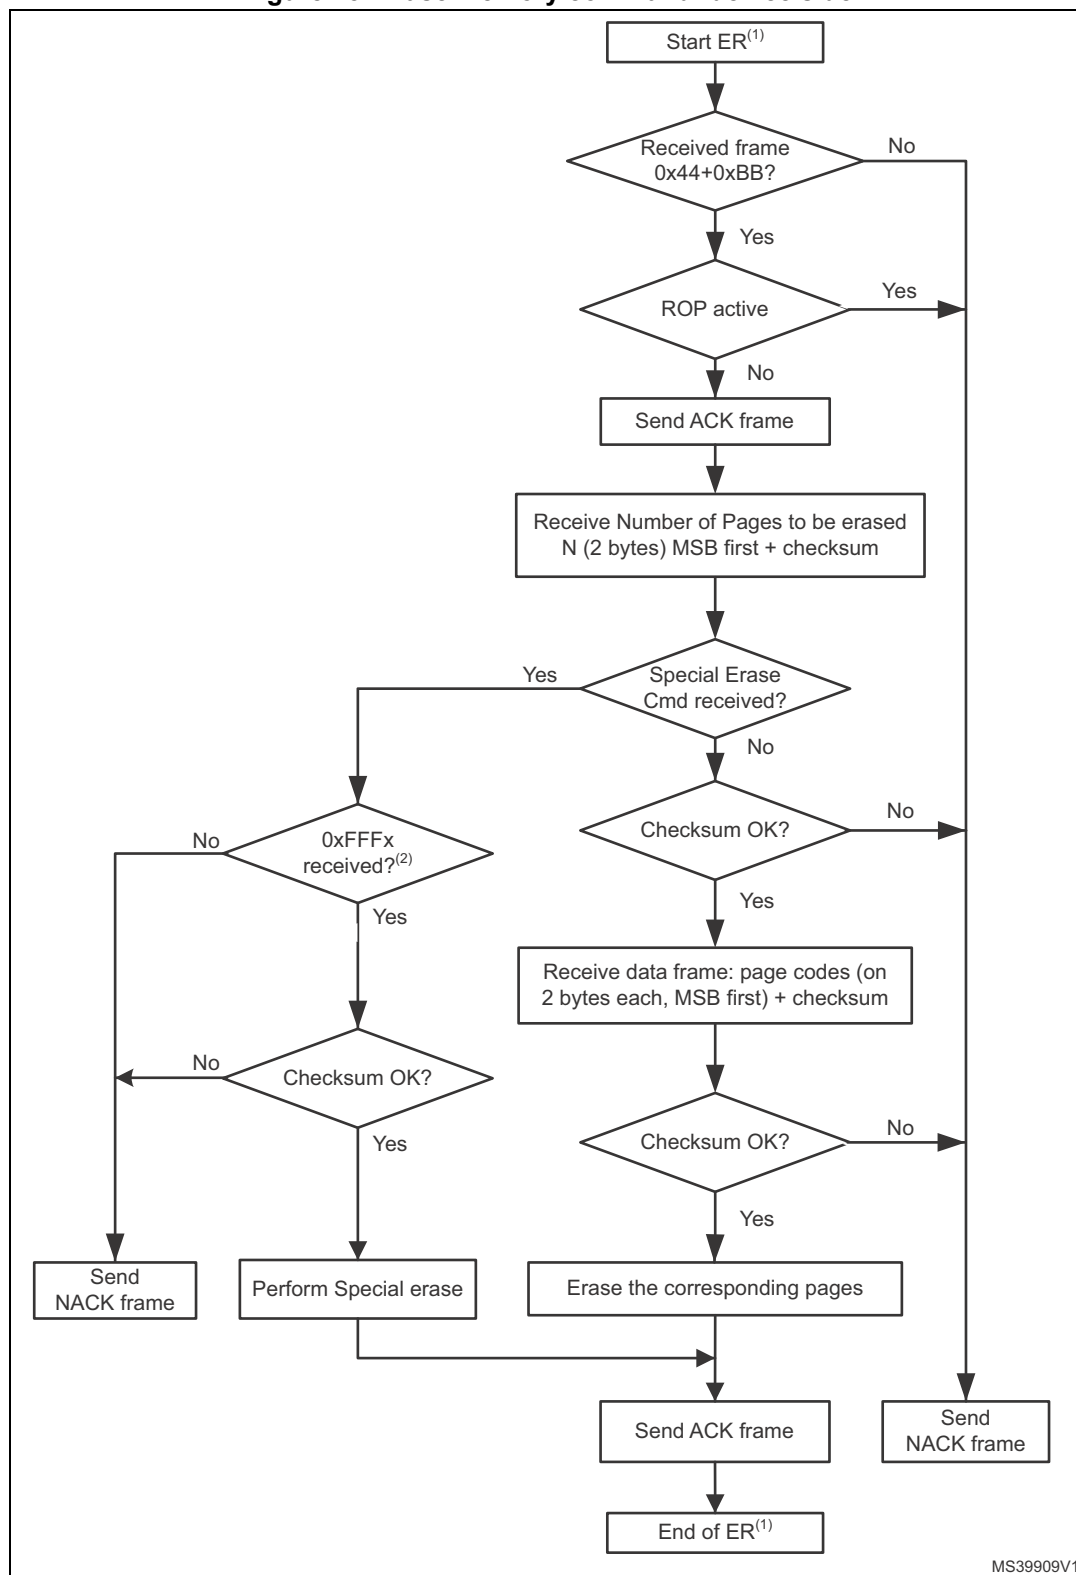 Start ER(1)
Received frame
0x44+0xBB?
No
Yes
ROP active
Yes
No
Send ACK frame
Receive Number of Pages to be erased
N (2 bytes) MSB first + checksum
Special Erase
Cmd received?
Yes
No
0xFFFx
received?(2)
No
Yes
Checksum OK?
No
Yes
Receive data frame: page codes (on
2 bytes each, MSB first) + checksum
Checksum OK?
No
Yes
Checksum OK?
No
Yes
Send
NACK frame
Perform Special erase
Erase the corresponding pages
Send ACK frame
Send
NACK frame
End of ER(1)
MS39909V1